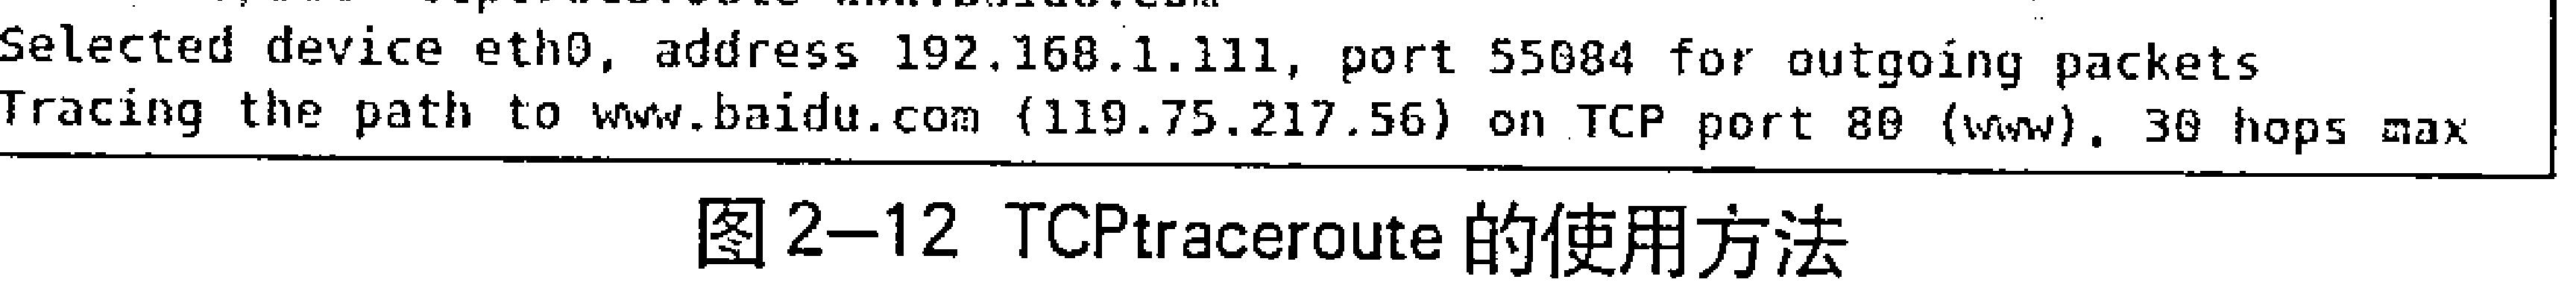 Selected device eth0, address 192.168.1.111, port 55084 for outgoing packets
Tracing the path to www.baidu.com (119.75.217.56) on TCP port 80 (www), 30 hops max
图 2—12 TCPtraceroute 的使用方法